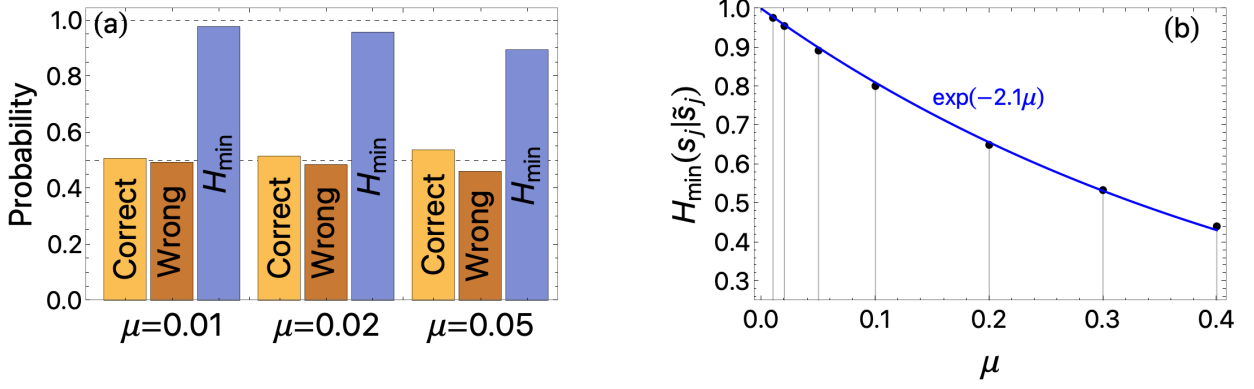 (a)
Probability
1.0
0.8
0.6
0.4
0.2
0.0
Correct
Wrong
H_min
Correct
Wrong
H_min
Correct
Wrong
H_min
μ=0.01
μ=0.02
μ=0.05
(b)
H_min(s_j|s̃_j)
1.0
0.9
0.8
0.7
0.6
0.5
0.4
0.3
exp(−2.1μ)
0.0
0.1
0.2
0.3
0.4
μ